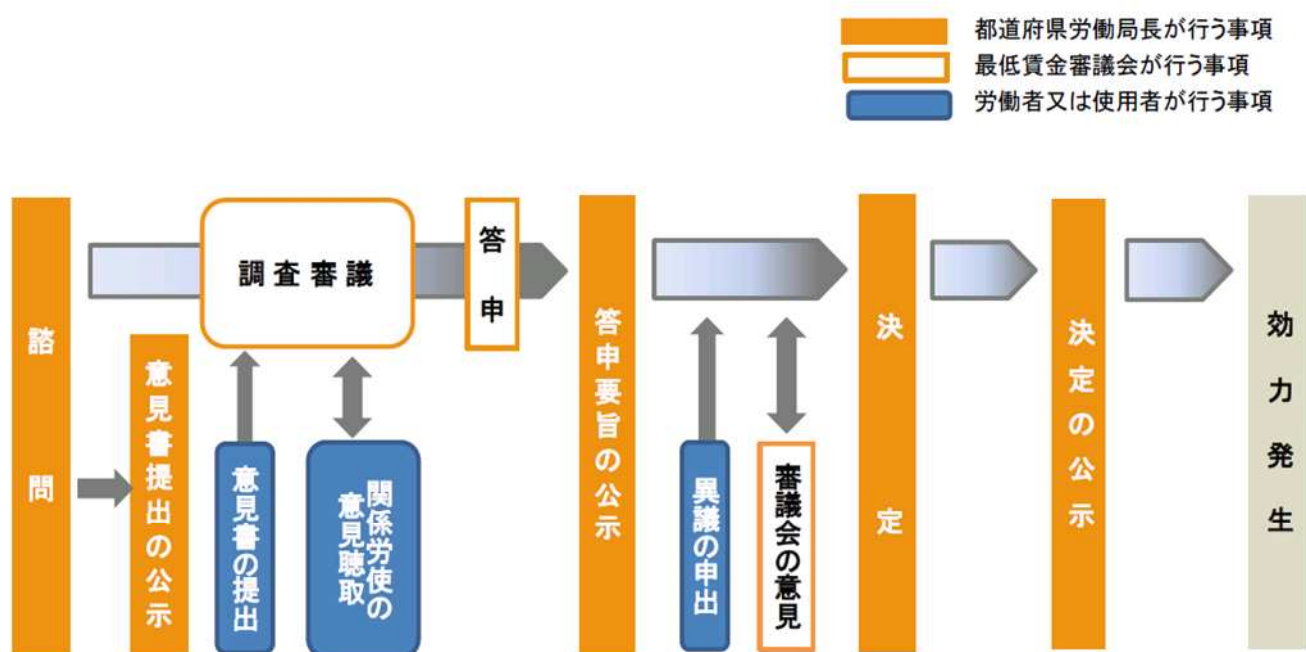 都道府県労働局長が行う事項
最低賃金審議会が行う事項
労働者又は使用者が行う事項
諮問
意見書提出の公示
調査審議
意見書の提出
関係労使の
意見聴取
答申
答申要旨の公示
異議の申出
審議会の意見
決定
決定の公示
効力発生